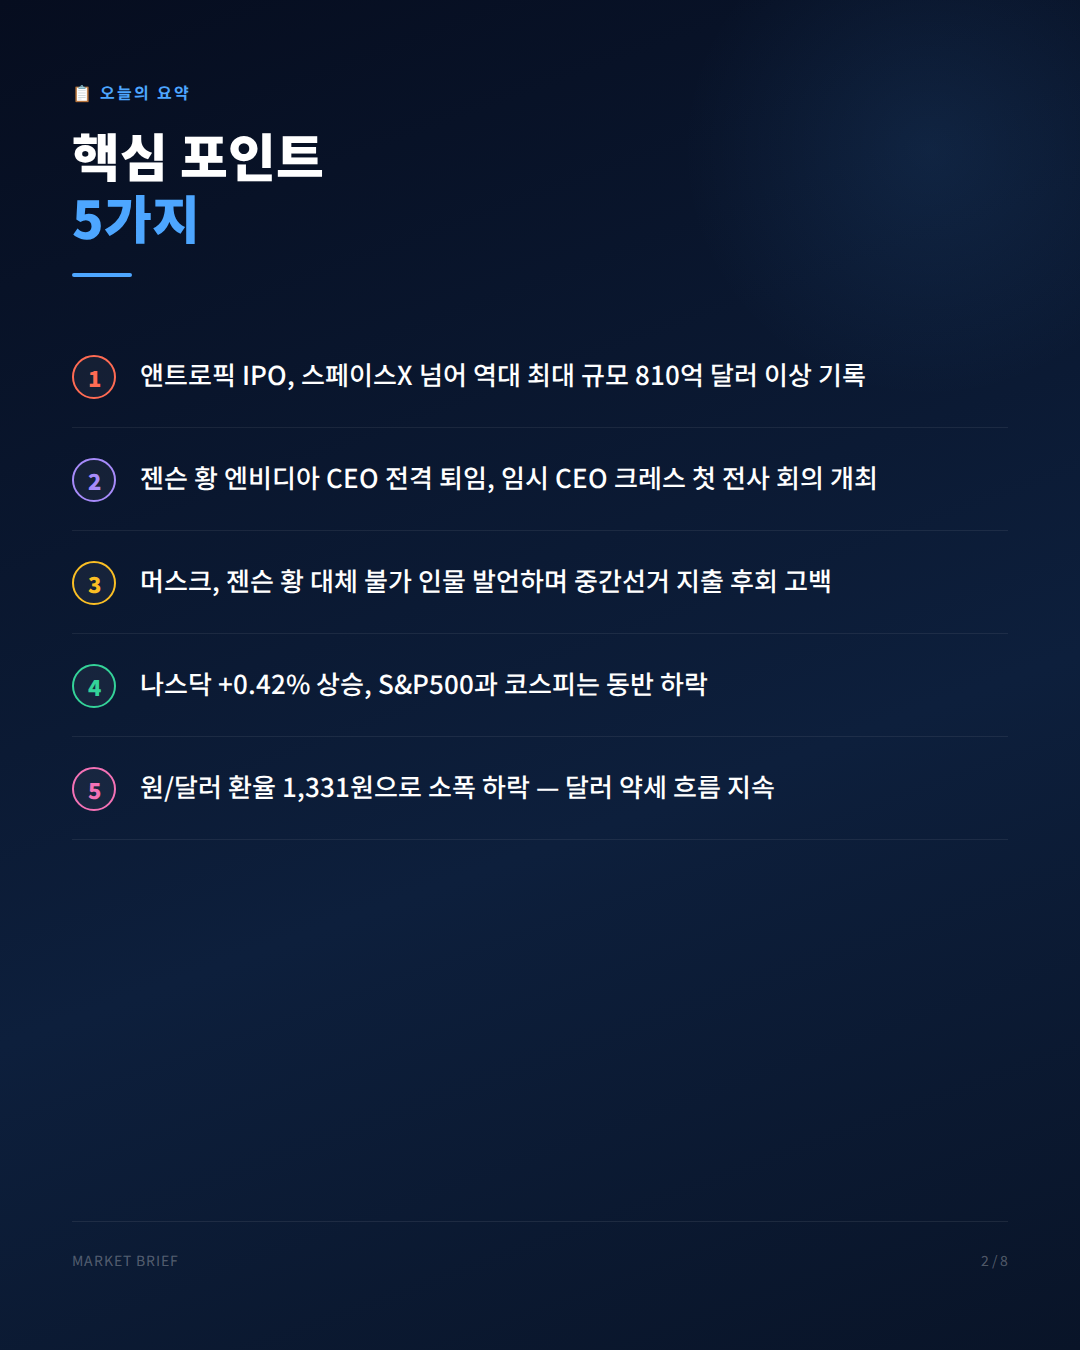 📋 오늘의 요약
핵심 포인트
5가지
1 앤트로픽 IPO, 스페이스X 넘어 역대 최대 규모 810억 달러 이상 기록
2 젠슨 황 엔비디아 CEO 전격 퇴임, 임시 CEO 크레스 첫 전사 회의 개최
3 머스크, 젠슨 황 대체 불가 인물 발언하며 중간선거 지출 후회 고백
4 나스닥 +0.42% 상승, S&P500과 코스피는 동반 하락
5 원/달러 환율 1,331원으로 소폭 하락 — 달러 약세 흐름 지속
MARKET BRIEF
2 / 8